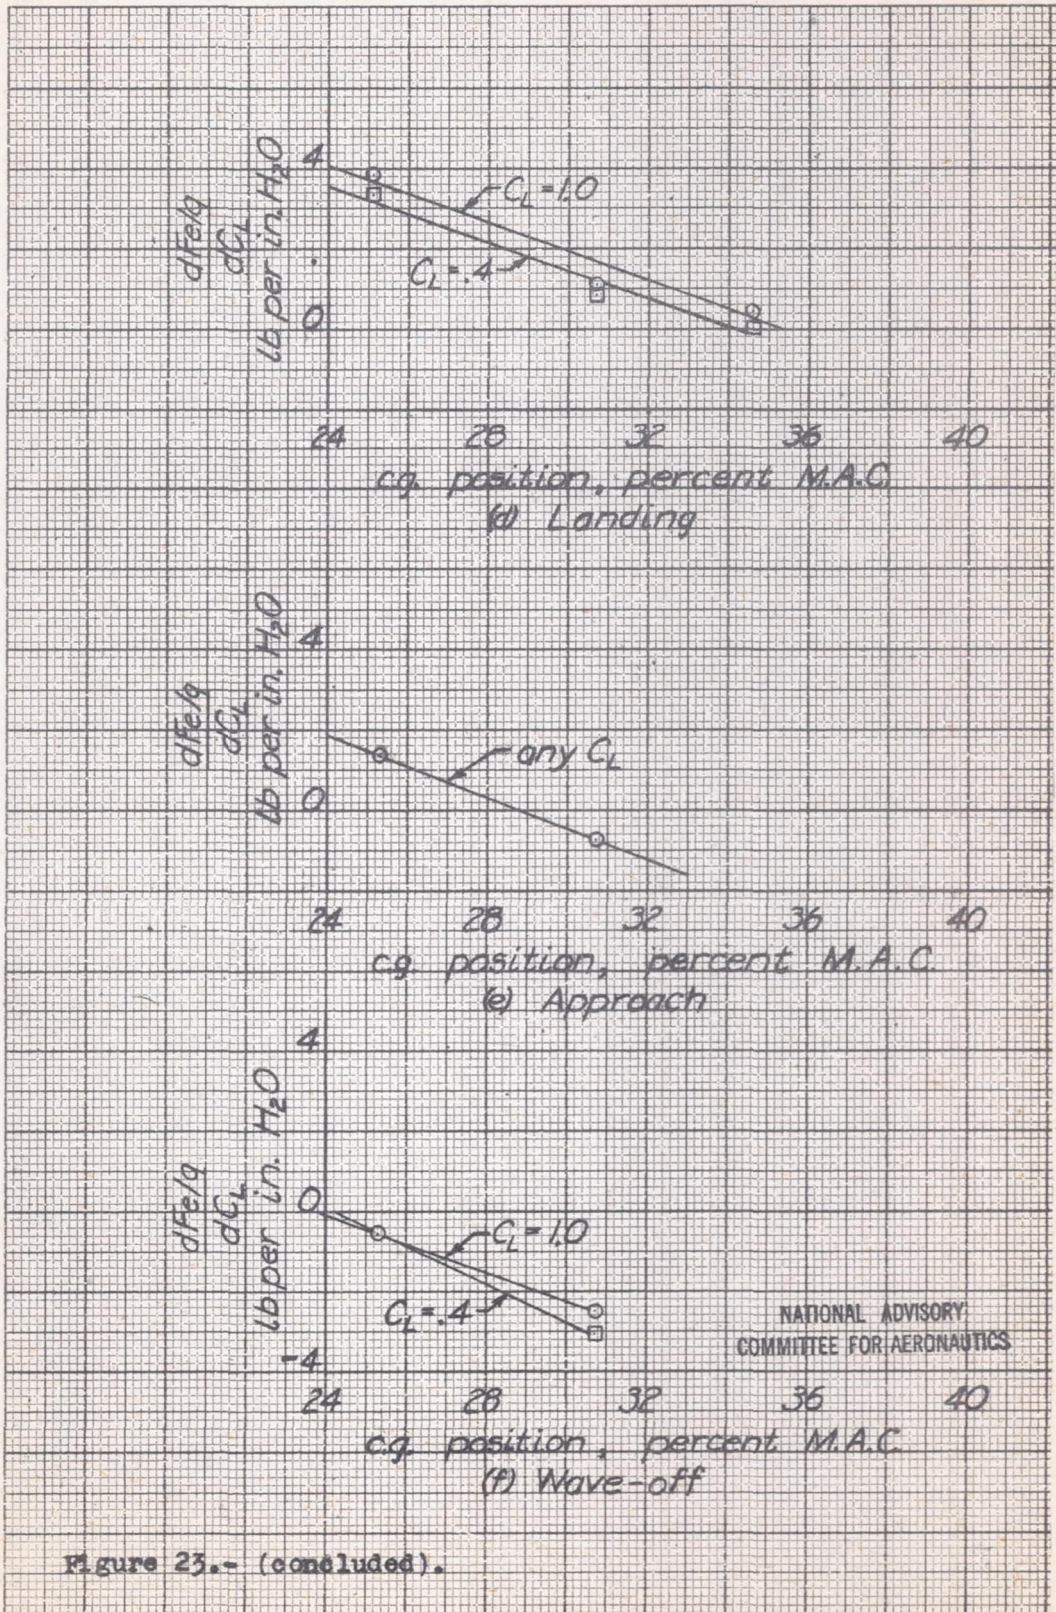 dFe/q
dCL
lb per in. H2O
4
0
CL = 1.0
CL = .4
24 28 32 36 40
c.g. position, percent M.A.C.
(d) Landing
dFe/q
dCL
lb per in. H2O
4
0
any CL
24 28 32 36 40
c.g. position, percent M.A.C.
(e) Approach
dFe/q
dCL
lb per in. H2O
4
0
-4
CL = 1.0
CL = .4
NATIONAL ADVISORY
COMMITTEE FOR AERONAUTICS
24 28 32 36 40
c.g. position, percent M.A.C.
(f) Wave-off
Figure 23.- (concluded).